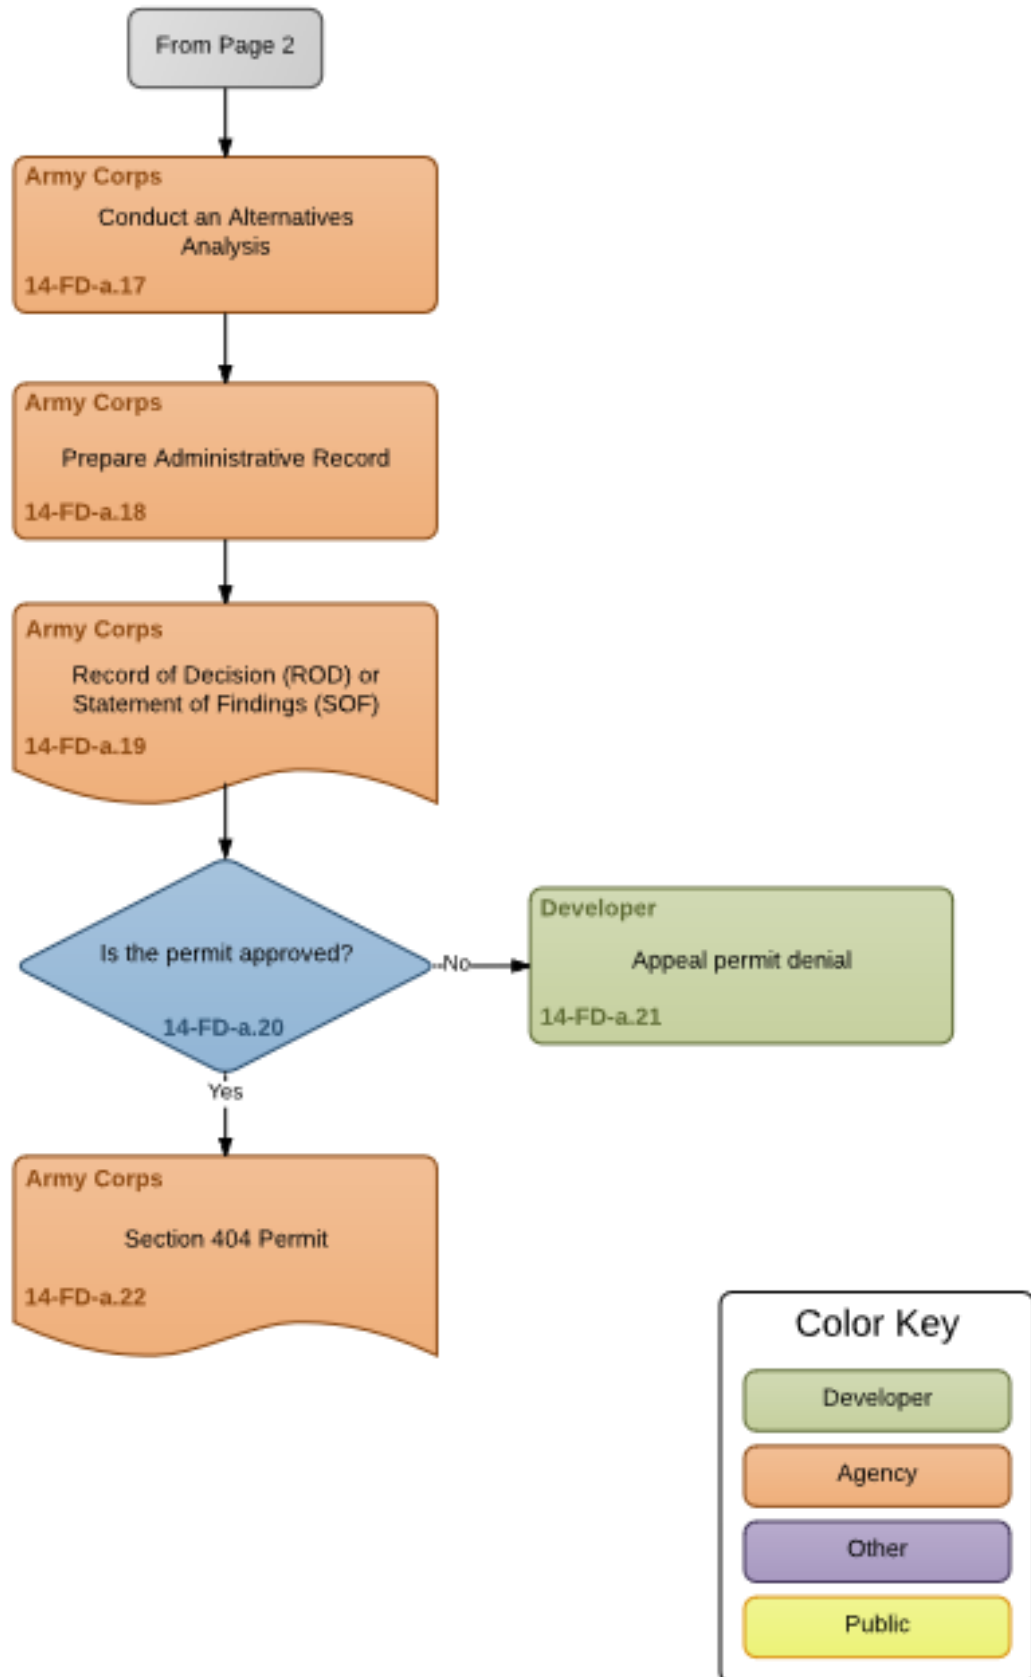 From Page 2
Army Corps
Conduct an Alternatives
Analysis
14-FD-a.17
Army Corps
Prepare Administrative Record
14-FD-a.18
Army Corps
Record of Decision (ROD) or
Statement of Findings (SOF)
14-FD-a.19
Is the permit approved?
14-FD-a.20
No
Developer
Appeal permit denial
14-FD-a.21
Yes
Army Corps
Section 404 Permit
14-FD-a.22
Color Key
Developer
Agency
Other
Public